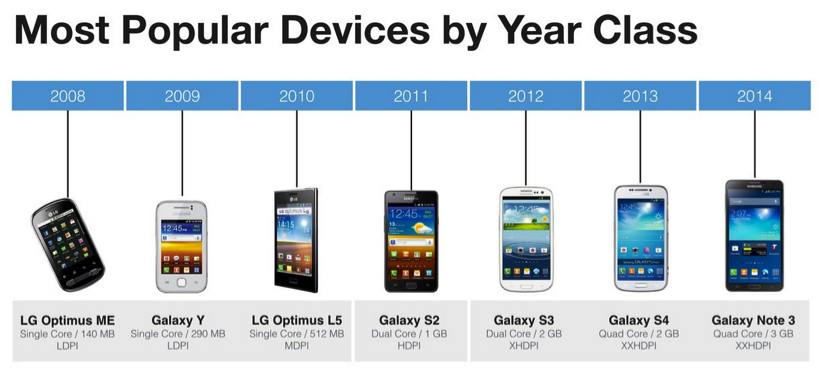 Most Popular Devices by Year Class
2008
2009
2010
2011
2012
2013
2014
LG Optimus ME
Single Core / 140 MB
LDPI
Galaxy Y
Single Core / 290 MB
LDPI
LG Optimus L5
Single Core / 512 MB
MDPI
Galaxy S2
Dual Core / 1 GB
HDPI
Galaxy S3
Dual Core / 2 GB
XHDPI
Galaxy S4
Quad Core / 2 GB
XXHDPI
Galaxy Note 3
Quad Core / 3 GB
XXHDPI